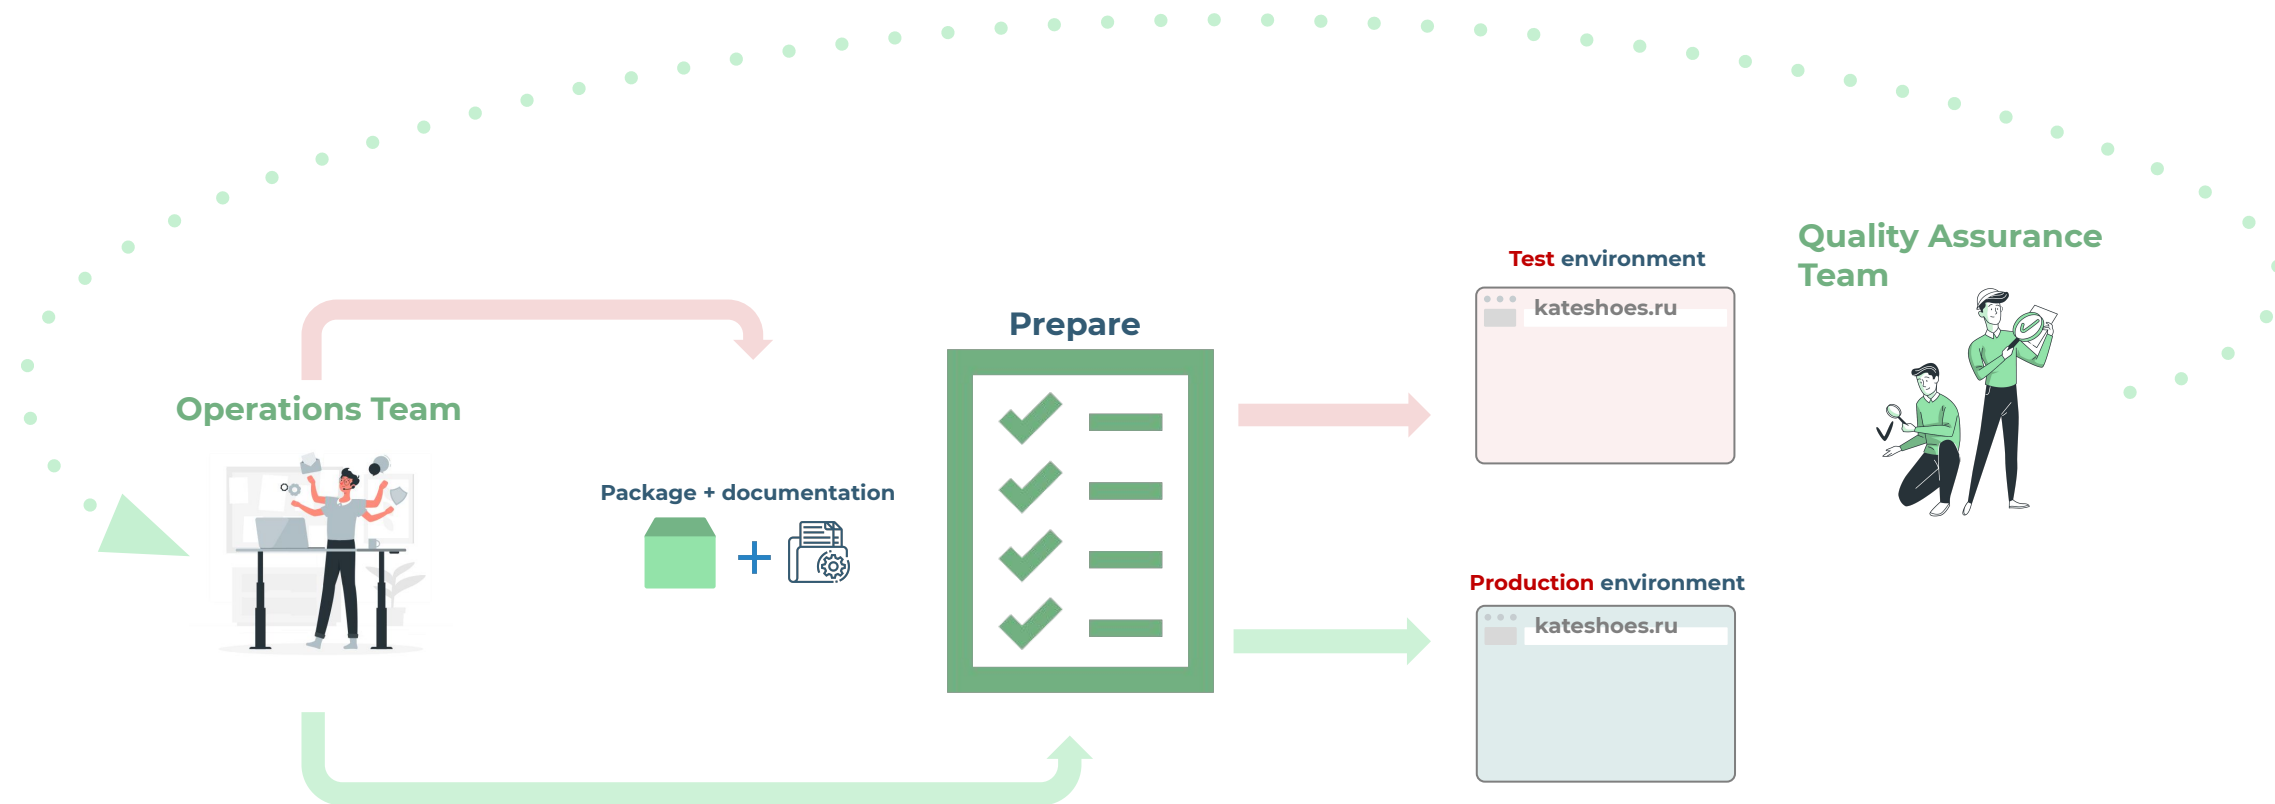 Quality Assurance
Team
Test environment
kateshoes.ru
Prepare
Operations Team
Package + documentation
Production environment
kateshoes.ru